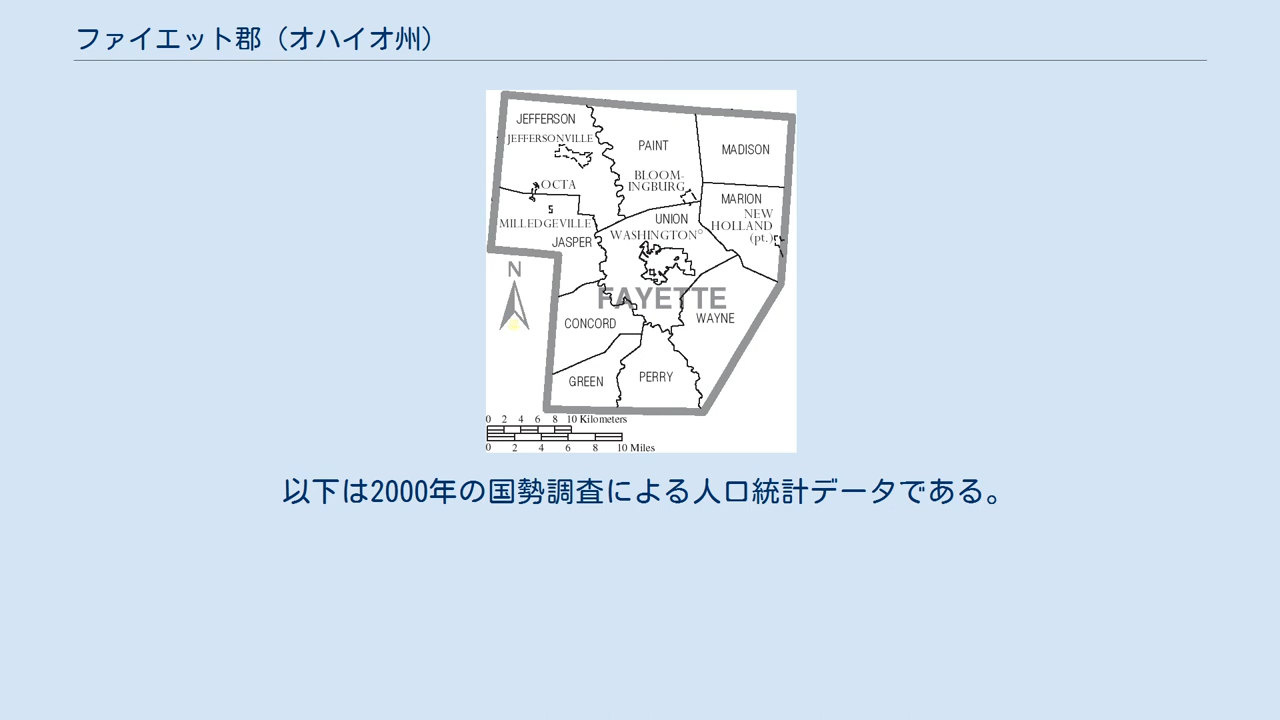 ファイエット郡（オハイオ州）
JEFFERSON
JEFFERSONVILLE
PAINT
MADISON
OCTA
BLOOM-
INGBURG
MARION
NEW
HOLLAND
(pt.)
MILLEDGEVILLE
UNION
WASHINGTON
JASPER
N
FAYETTE
CONCORD
WAYNE
GREEN
PERRY
0 2 4 6 8 10 Kilometers
0 2 4 6 8 10 Miles
以下は2000年の国勢調査による人口統計データである。